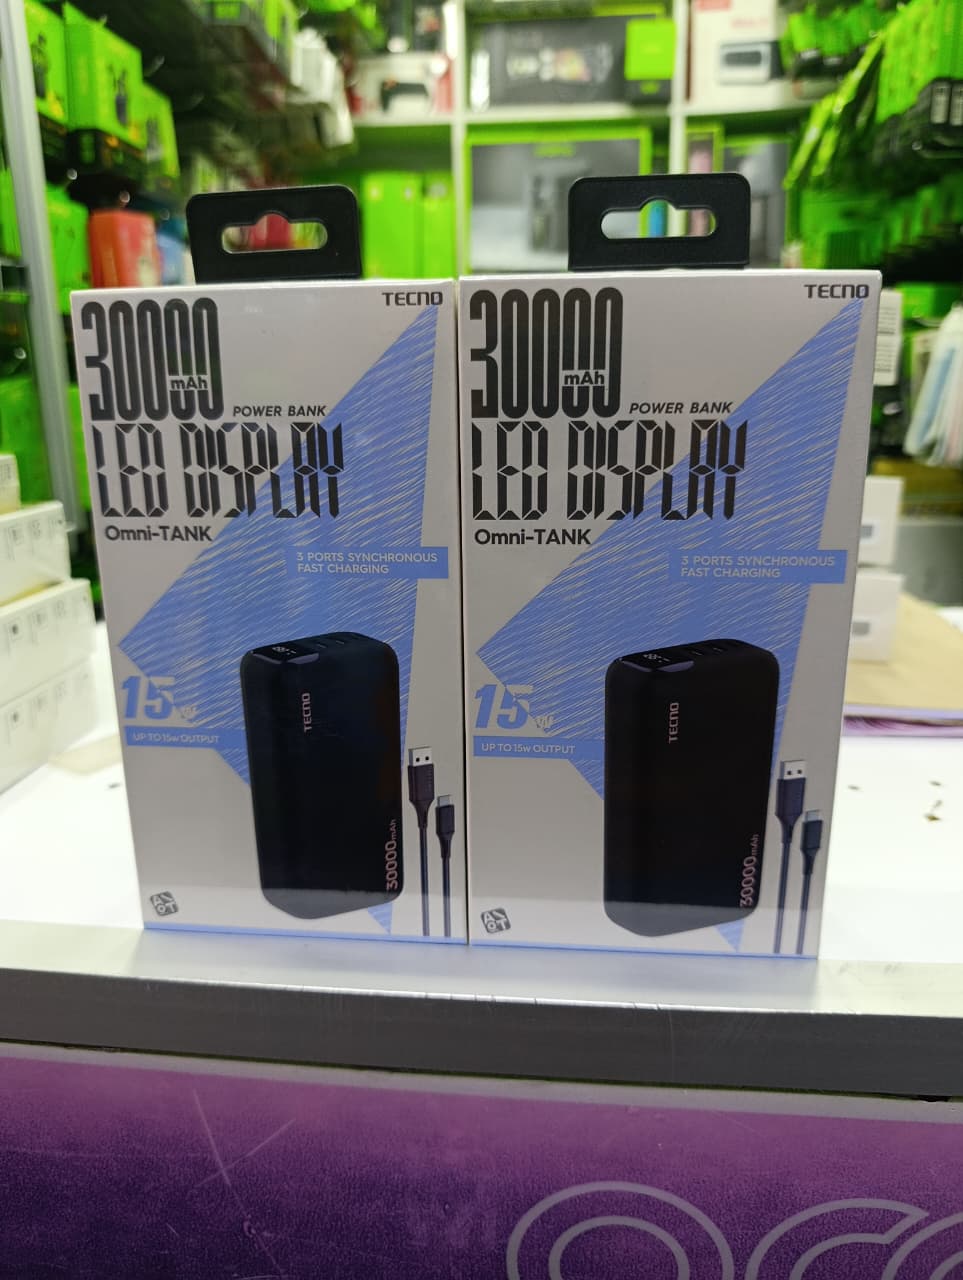 TECNO
30000
mAh
POWER BANK
LED DISPLAY
Omni-TANK
3 PORTS SYNCHRONOUS
FAST CHARGING
15w
UP TO 15w OUTPUT
TECNO
30000mAh
TECNO
30000
mAh
POWER BANK
LED DISPLAY
Omni-TANK
3 PORTS SYNCHRONOUS
FAST CHARGING
15w
UP TO 15w OUTPUT
TECNO
30000mAh